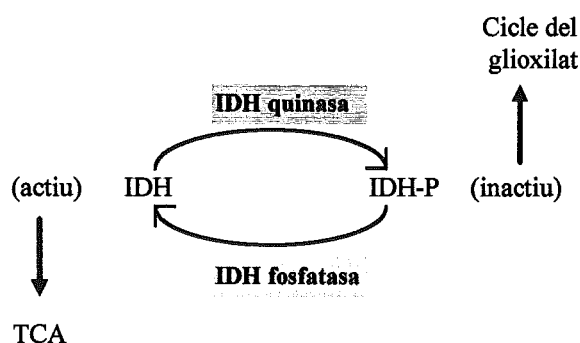 Cicle del
glioxilat
IDH quinasa
(actiu) IDH IDH-P (inactiu)
IDH fosfatasa
TCA